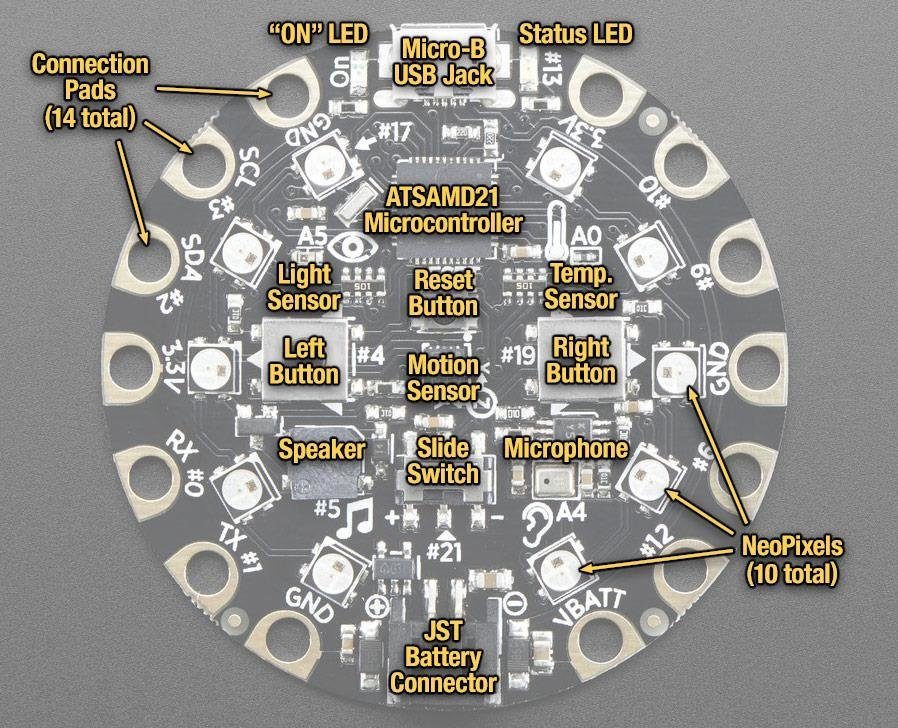 “ON” LED
Status LED
Micro-B
USB Jack
Connection
Pads
(14 total)
ON
#13
GND
#17
3.3V
SCL
#3
#10
ATSAMD21
Microcontroller
A5
A0
SDA
#2
#9
Light
Sensor
Reset
Button
Temp.
Sensor
3.3V
Left
Button
#4
Motion
Sensor
#19
Right
Button
GND
RX
#0
Speaker
Slide
Switch
Microphone
#5
+
-
A4
TX
#1
#21
#12
NeoPixels
(10 total)
GND
VBATT
JST
Battery
Connector